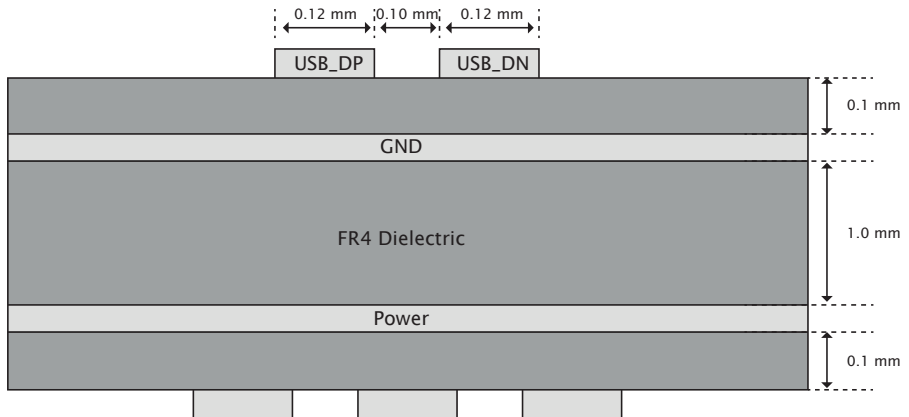 0.12 mm 0.10 mm 0.12 mm
USB_DP USB_DN
0.1 mm
GND
1.0 mm
FR4 Dielectric
Power
0.1 mm